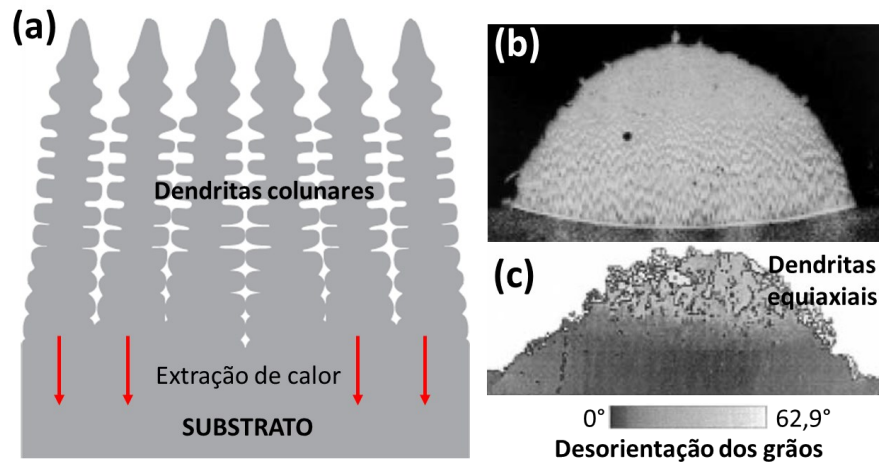 (a)
Dendritas colunares
Extração de calor
SUBSTRATO
(b)
(c)
Dendritas
equiaxiais
0°
62,9°
Desorientação dos grãos